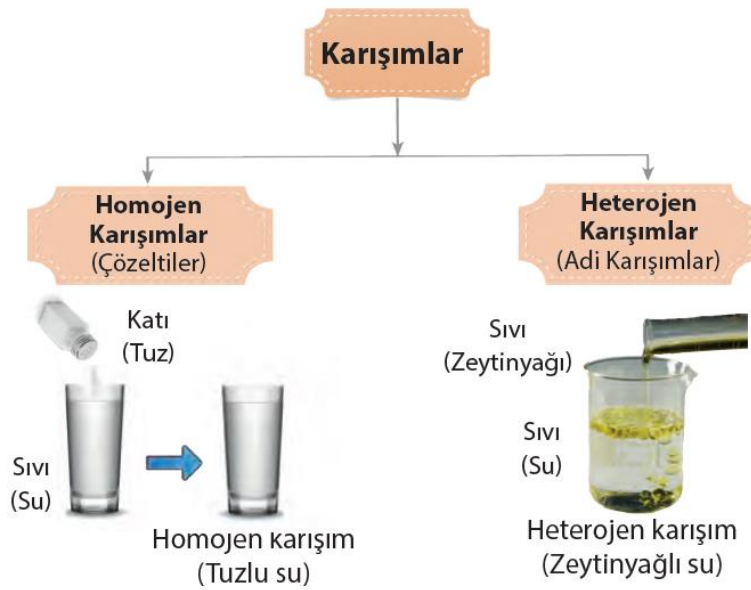 Karışımlar
Homojen
Karışımlar
(Çözeltiler)
Katı
(Tuz)
Sıvı
(Su)
Homojen karışım
(Tuzlu su)
Heterojen
Karışımlar
(Adi Karışımlar)
Sıvı
(Zeytinyağı)
Sıvı
(Su)
Heterojen karışım
(Zeytinyağlı su)